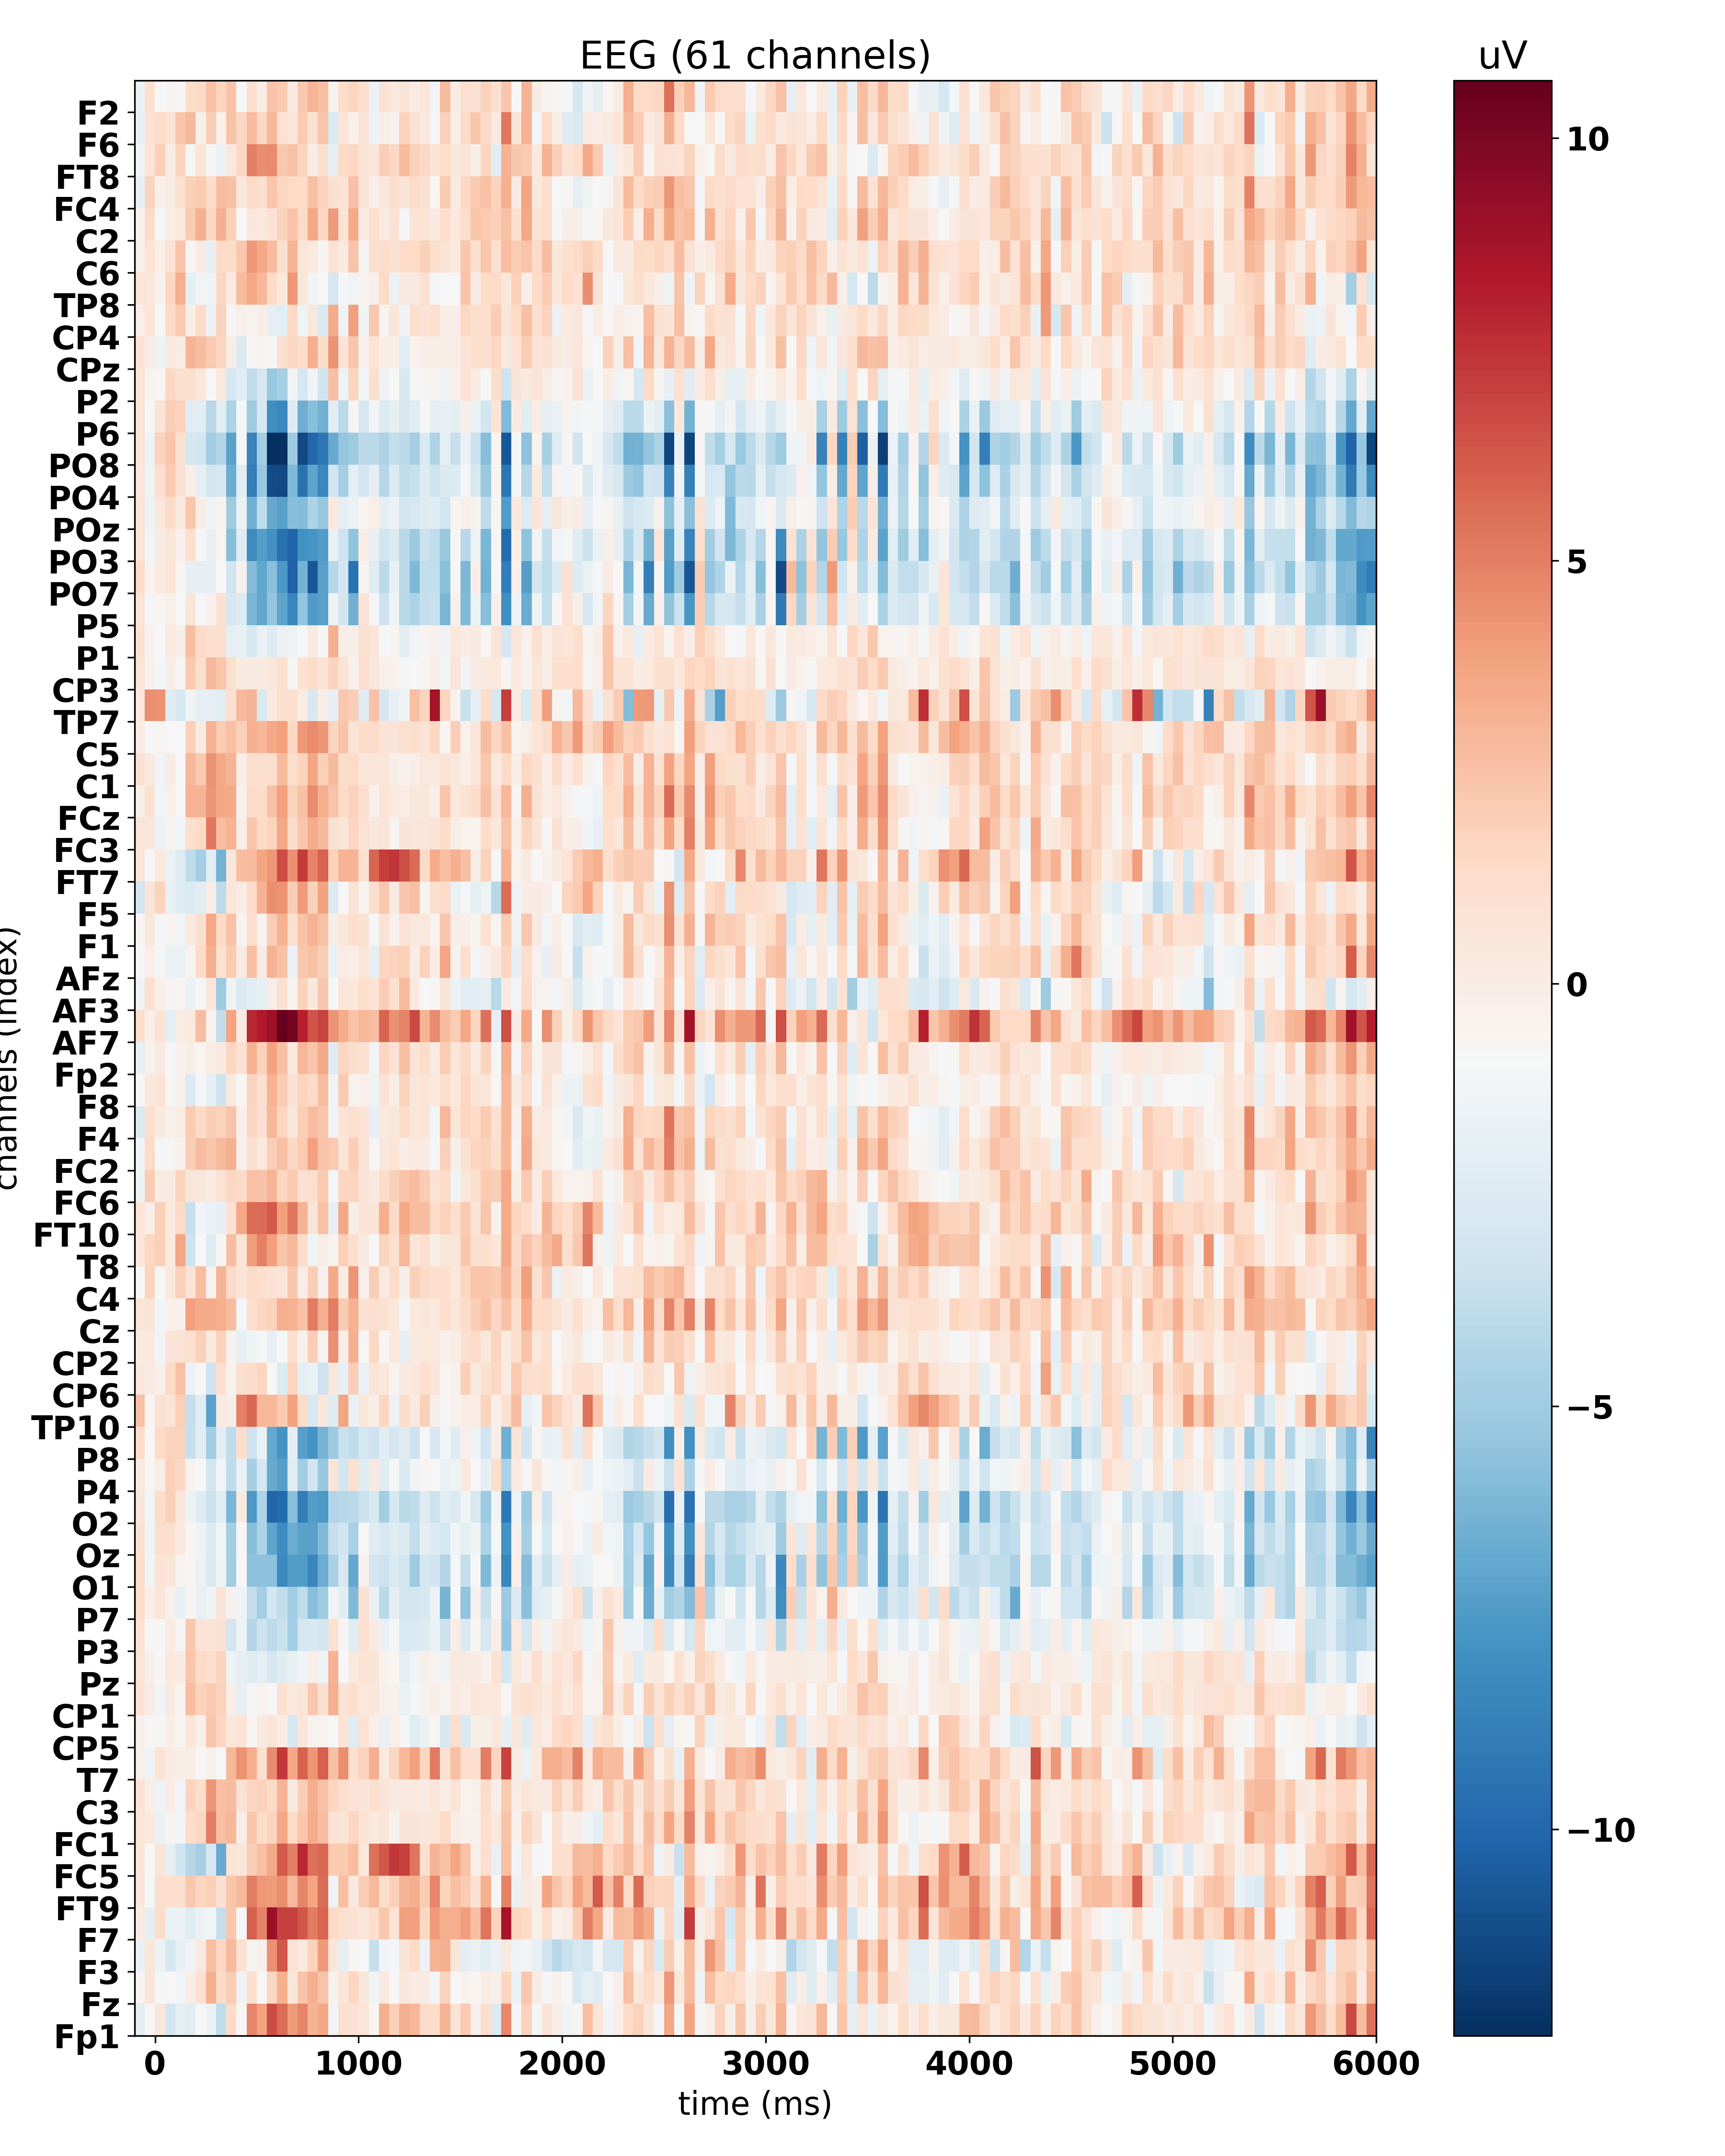 EEG (61 channels)
uV
F2
F6
FT8
FC4
C2
C6
TP8
CP4
CPz
P2
P6
PO8
PO4
POz
PO3
PO7
P5
P1
CP3
TP7
C5
C1
FCz
FC3
FT7
F5
F1
AFz
AF3
AF7
Fp2
F8
F4
FC2
FC6
FT10
T8
C4
Cz
CP2
CP6
TP10
P8
P4
O2
Oz
O1
P7
P3
Pz
CP1
CP5
T7
C3
FC1
FC5
FT9
F7
F3
Fz
Fp1
channels (index)
0 1000 2000 3000 4000 5000 6000
time (ms)
10
5
0
−5
−10